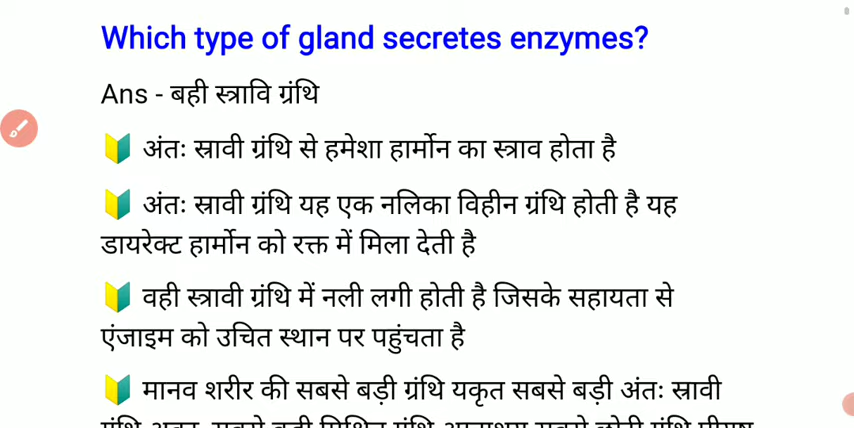 Which type of gland secretes enzymes?
Ans - बही स्त्रावि ग्रंथि
🔰 अंतः स्रावी ग्रंथि से हमेशा हार्मोन का स्त्राव होता है
🔰 अंतः स्रावी ग्रंथि यह एक नलिका विहीन ग्रंथि होती है यह
डायरेक्ट हार्मोन को रक्त में मिला देती है
🔰 वही स्त्रावी ग्रंथि में नली लगी होती है जिसके सहायता से
एंजाइम को उचित स्थान पर पहुंचता है
🔰 मानव शरीर की सबसे बड़ी ग्रंथि यकृत सबसे बड़ी अंतः स्रावी